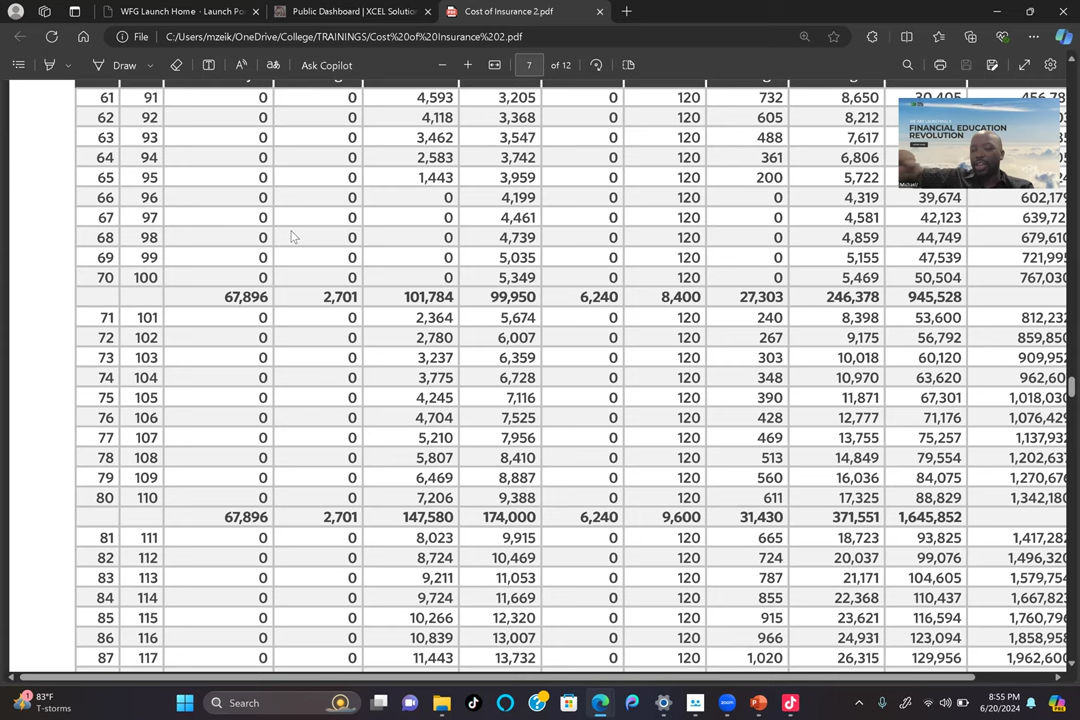 WFG Launch Home - Launch Po
Public Dashboard | XCEL Solution
Cost of Insurance 2.pdf
File C:/Users/mzeik/OneDrive/College/TRAININGS/Cost%20of%20Insurance%202.pdf
Draw Ask Copilot 7 of 12
61 91 0 0 4,593 3,205 0 120 732 8,650 30,405 456,78
62 92 0 0 4,118 3,368 0 120 605 8,212
63 93 0 0 3,462 3,547 0 120 488 7,617
64 94 0 0 2,583 3,742 0 120 361 6,806
65 95 0 0 1,443 3,959 0 120 200 5,722
WE ARE LAUNCHING A
FINANCIAL EDUCATION
REVOLUTION
Michael
66 96 0 0 0 4,199 0 120 0 4,319 39,674 602,179
67 97 0 0 0 4,461 0 120 0 4,581 42,123 639,72
68 98 0 0 0 4,739 0 120 0 4,859 44,749 679,610
69 99 0 0 0 5,035 0 120 0 5,155 47,539 721,995
70 100 0 0 0 5,349 0 120 0 5,469 50,504 767,030
67,896 2,701 101,784 99,950 6,240 8,400 27,303 246,378 945,528
71 101 0 0 2,364 5,674 0 120 240 8,398 53,600 812,232
72 102 0 0 2,780 6,007 0 120 267 9,175 56,792 859,850
73 103 0 0 3,237 6,359 0 120 303 10,018 60,120 909,952
74 104 0 0 3,775 6,728 0 120 348 10,970 63,620 962,60
75 105 0 0 4,245 7,116 0 120 390 11,871 67,301 1,018,030
76 106 0 0 4,704 7,525 0 120 428 12,777 71,176 1,076,429
77 107 0 0 5,210 7,956 0 120 469 13,755 75,257 1,137,932
78 108 0 0 5,807 8,410 0 120 513 14,849 79,554 1,202,637
79 109 0 0 6,469 8,887 0 120 560 16,036 84,075 1,270,676
80 110 0 0 7,206 9,388 0 120 611 17,325 88,829 1,342,180
67,896 2,701 147,580 174,000 6,240 9,600 31,430 371,551 1,645,852
81 111 0 0 8,023 9,915 0 120 665 18,723 93,825 1,417,282
82 112 0 0 8,724 10,469 0 120 724 20,037 99,076 1,496,320
83 113 0 0 9,211 11,053 0 120 787 21,171 104,605 1,579,754
84 114 0 0 9,724 11,669 0 120 855 22,368 110,437 1,667,823
85 115 0 0 10,266 12,320 0 120 915 23,621 116,594 1,760,796
86 116 0 0 10,839 13,007 0 120 966 24,931 123,094 1,858,958
87 117 0 0 11,443 13,732 0 120 1,020 26,315 129,956 1,962,600
83°F
T-storms
Search
8:55 PM
6/20/2024